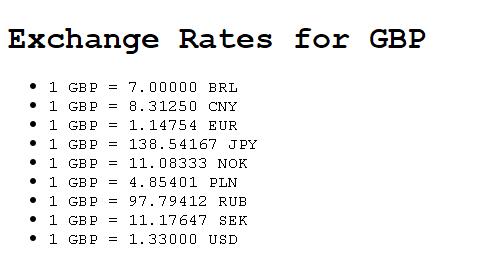 Exchange Rates for GBP
• 1 GBP = 7.00000 BRL
• 1 GBP = 8.31250 CNY
• 1 GBP = 1.14754 EUR
• 1 GBP = 138.54167 JPY
• 1 GBP = 11.08333 NOK
• 1 GBP = 4.85401 PLN
• 1 GBP = 97.79412 RUB
• 1 GBP = 11.17647 SEK
• 1 GBP = 1.33000 USD